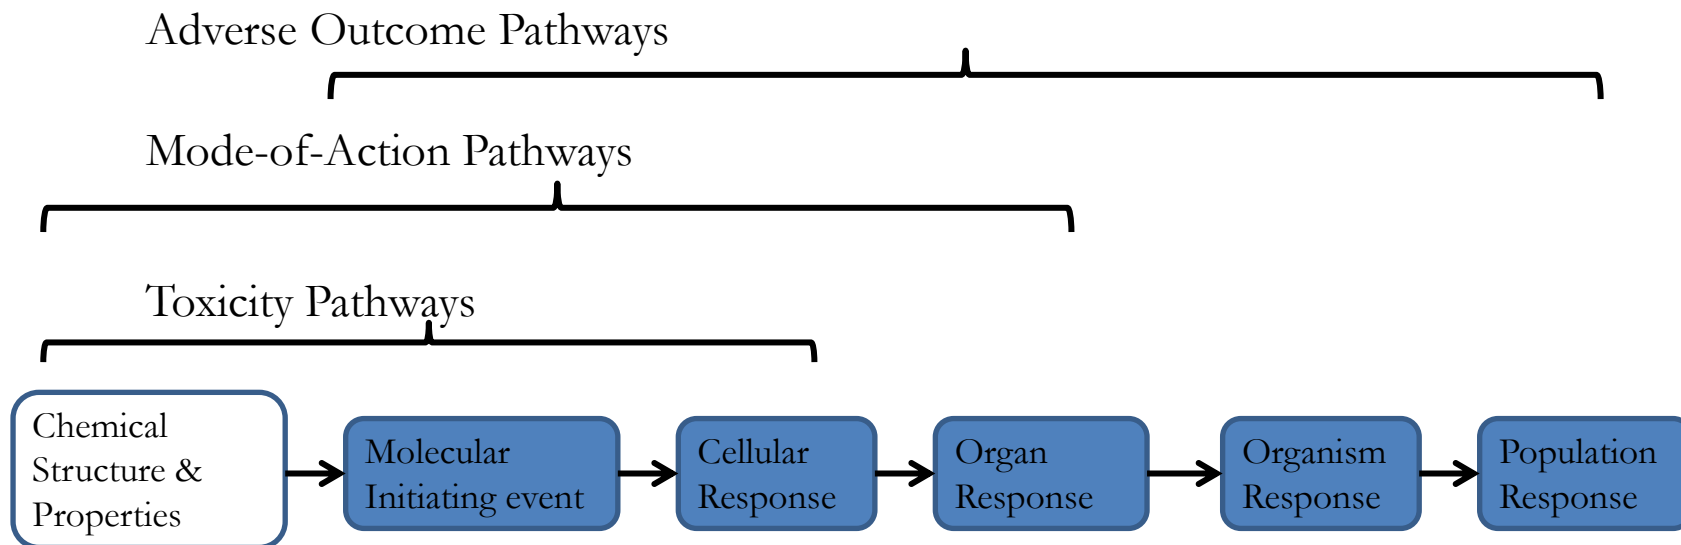 Adverse Outcome Pathways
Mode-of-Action Pathways
Toxicity Pathways
Chemical
Structure &
Properties
Molecular
Initiating event
Cellular
Response
Organ
Response
Organism
Response
Population
Response